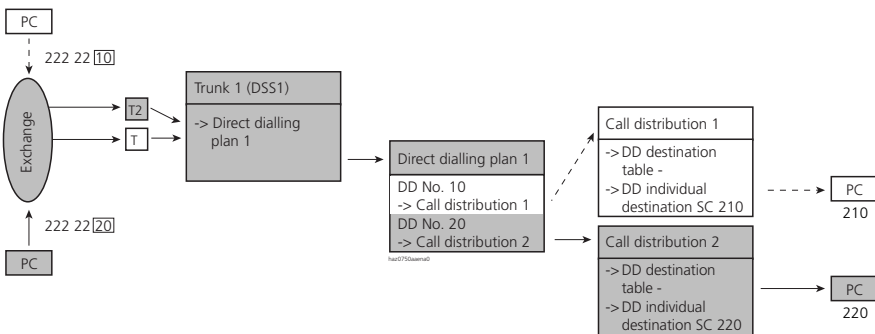 PC
222 22 10
Exchange
T2
T
222 22 20
PC
Trunk 1 (DSS1)
-> Direct dialling
plan 1
Direct dialling plan 1
DD No. 10
-> Call distribution 1
DD No. 20
-> Call distribution 2
haz0750aaena0
Call distribution 1
->DD destination
table -
->DD individual
destination SC 210
PC
210
Call distribution 2
->DD destination
table -
->DD individual
destination SC 220
PC
220